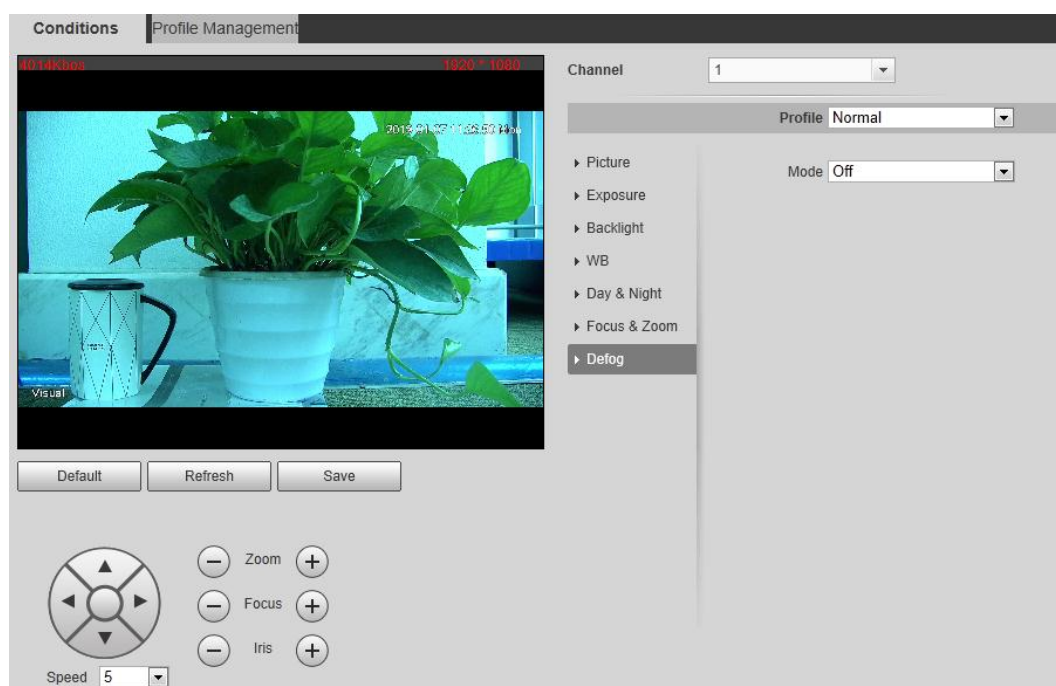 Conditions Profile Management
4014Kbps 1920 * 1080
Visual
Default Refresh Save
Zoom
Focus
Iris
Speed 5
Channel 1
Profile Normal
Picture
Exposure
Backlight
WB
Day & Night
Focus & Zoom
Defog
Mode Off